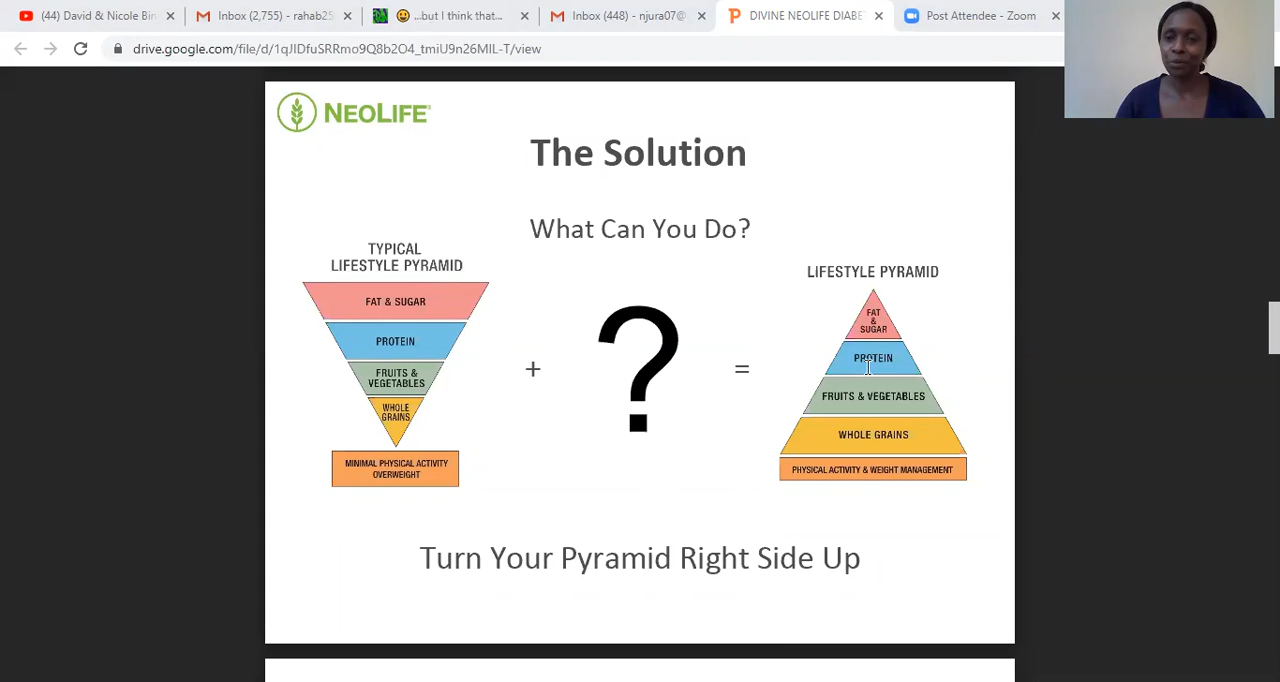 (44) David & Nicole Bin
Inbox (2,755) - rahab25
...but I think that...
Inbox (448) - njura07@
DIVINE NEOLIFE DIABE
Post Attendee - Zoom
drive.google.com/file/d/1qJIDfuSRRmo9Q8b2O4_tmiU9n26MIL-T/view
NEOLIFE
The Solution
What Can You Do?
TYPICAL
LIFESTYLE PYRAMID
FAT & SUGAR
PROTEIN
FRUITS &
VEGETABLES
WHOLE
GRAINS
MINIMAL PHYSICAL ACTIVITY
OVERWEIGHT
+
?
=
LIFESTYLE PYRAMID
FAT
&
SUGAR
PROTEIN
FRUITS & VEGETABLES
WHOLE GRAINS
PHYSICAL ACTIVITY & WEIGHT MANAGEMENT
Turn Your Pyramid Right Side Up